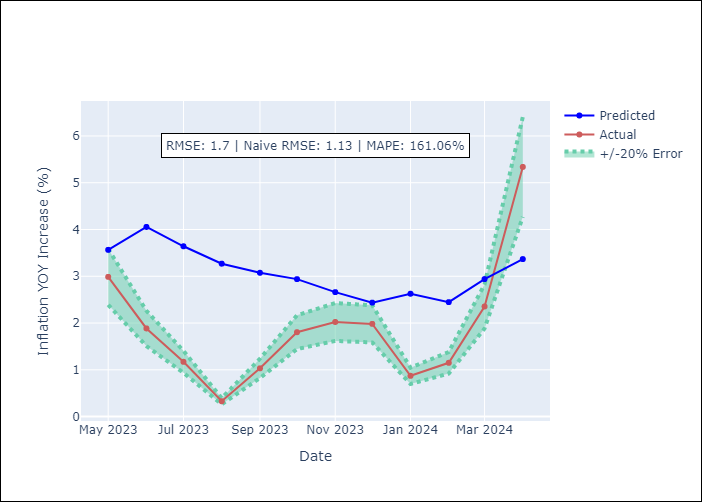 RMSE: 1.7 | Naive RMSE: 1.13 | MAPE: 161.06%
Predicted
Actual
+/-20% Error
Inflation YOY Increase (%)
6
5
4
3
2
1
0
May 2023
Jul 2023
Sep 2023
Nov 2023
Jan 2024
Mar 2024
Date